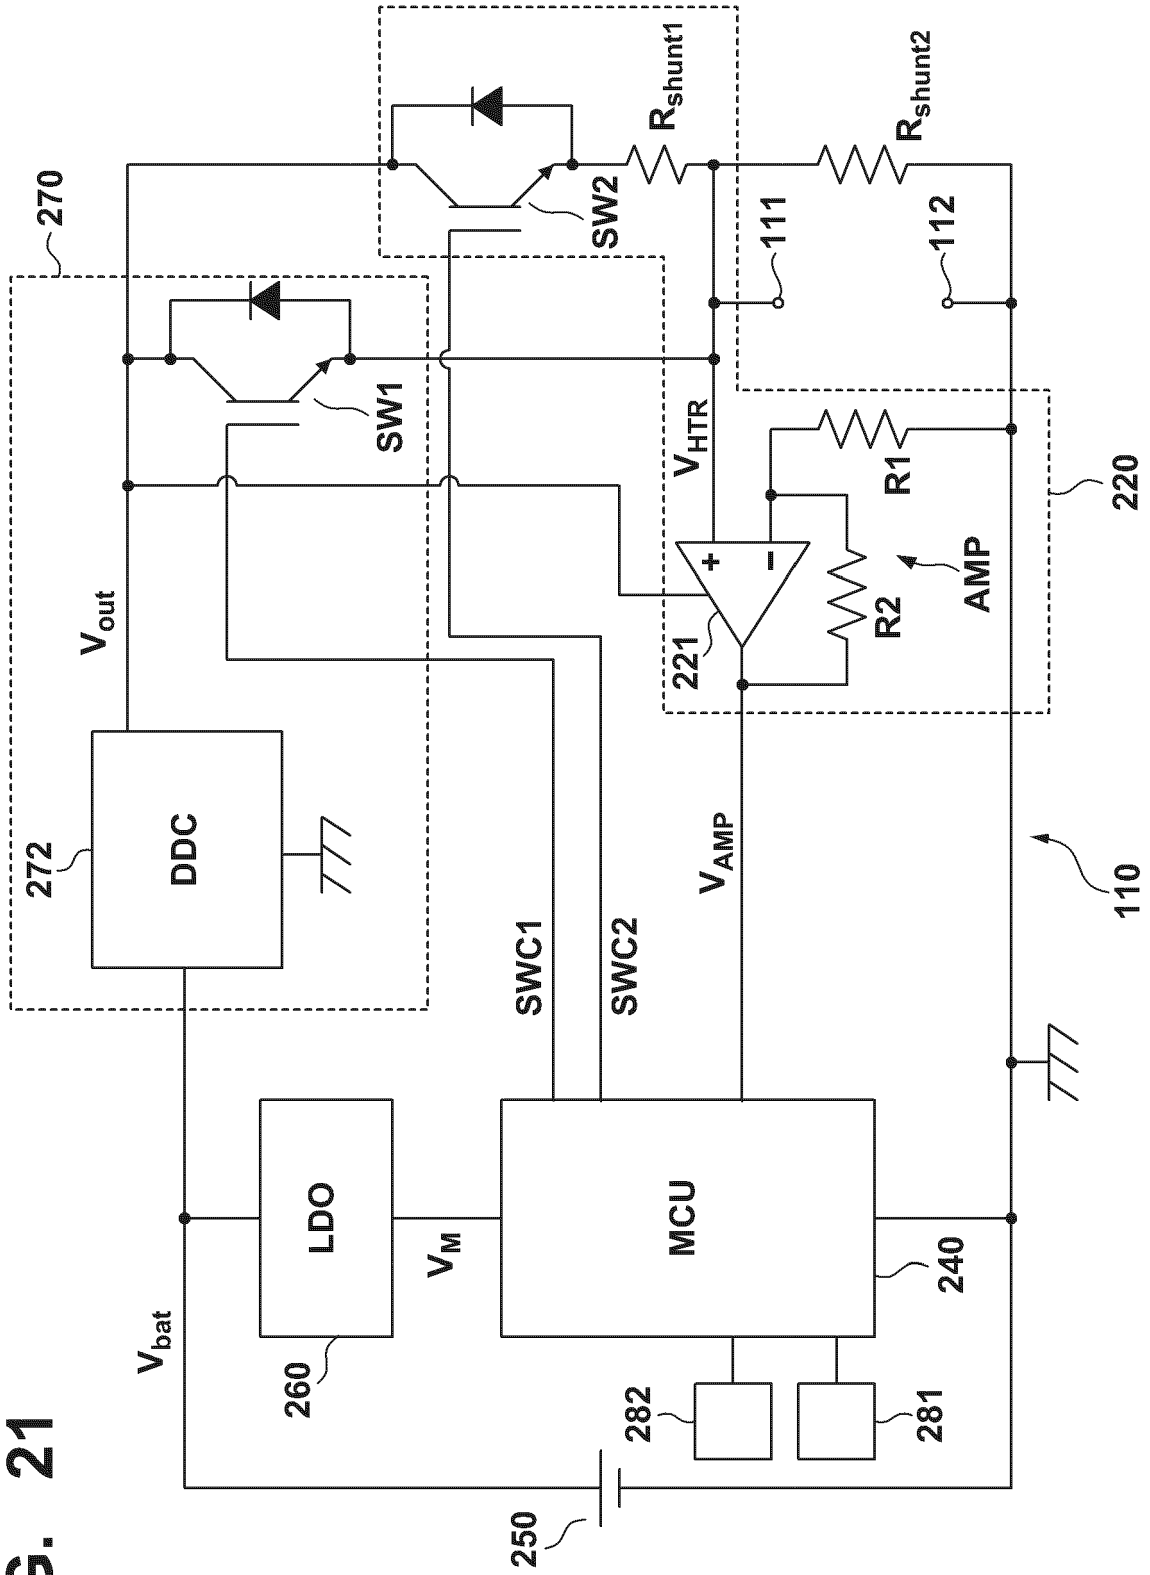 G. 21
270
272
DDC
Vout
SW1
SW2
Rshunt1
Rshunt2
111
112
VHTR
220
R1
R2
AMP
221
VAMP
SWC1
SWC2
110
Vbat
LDO
260
VM
MCU
240
282
281
250
+
−